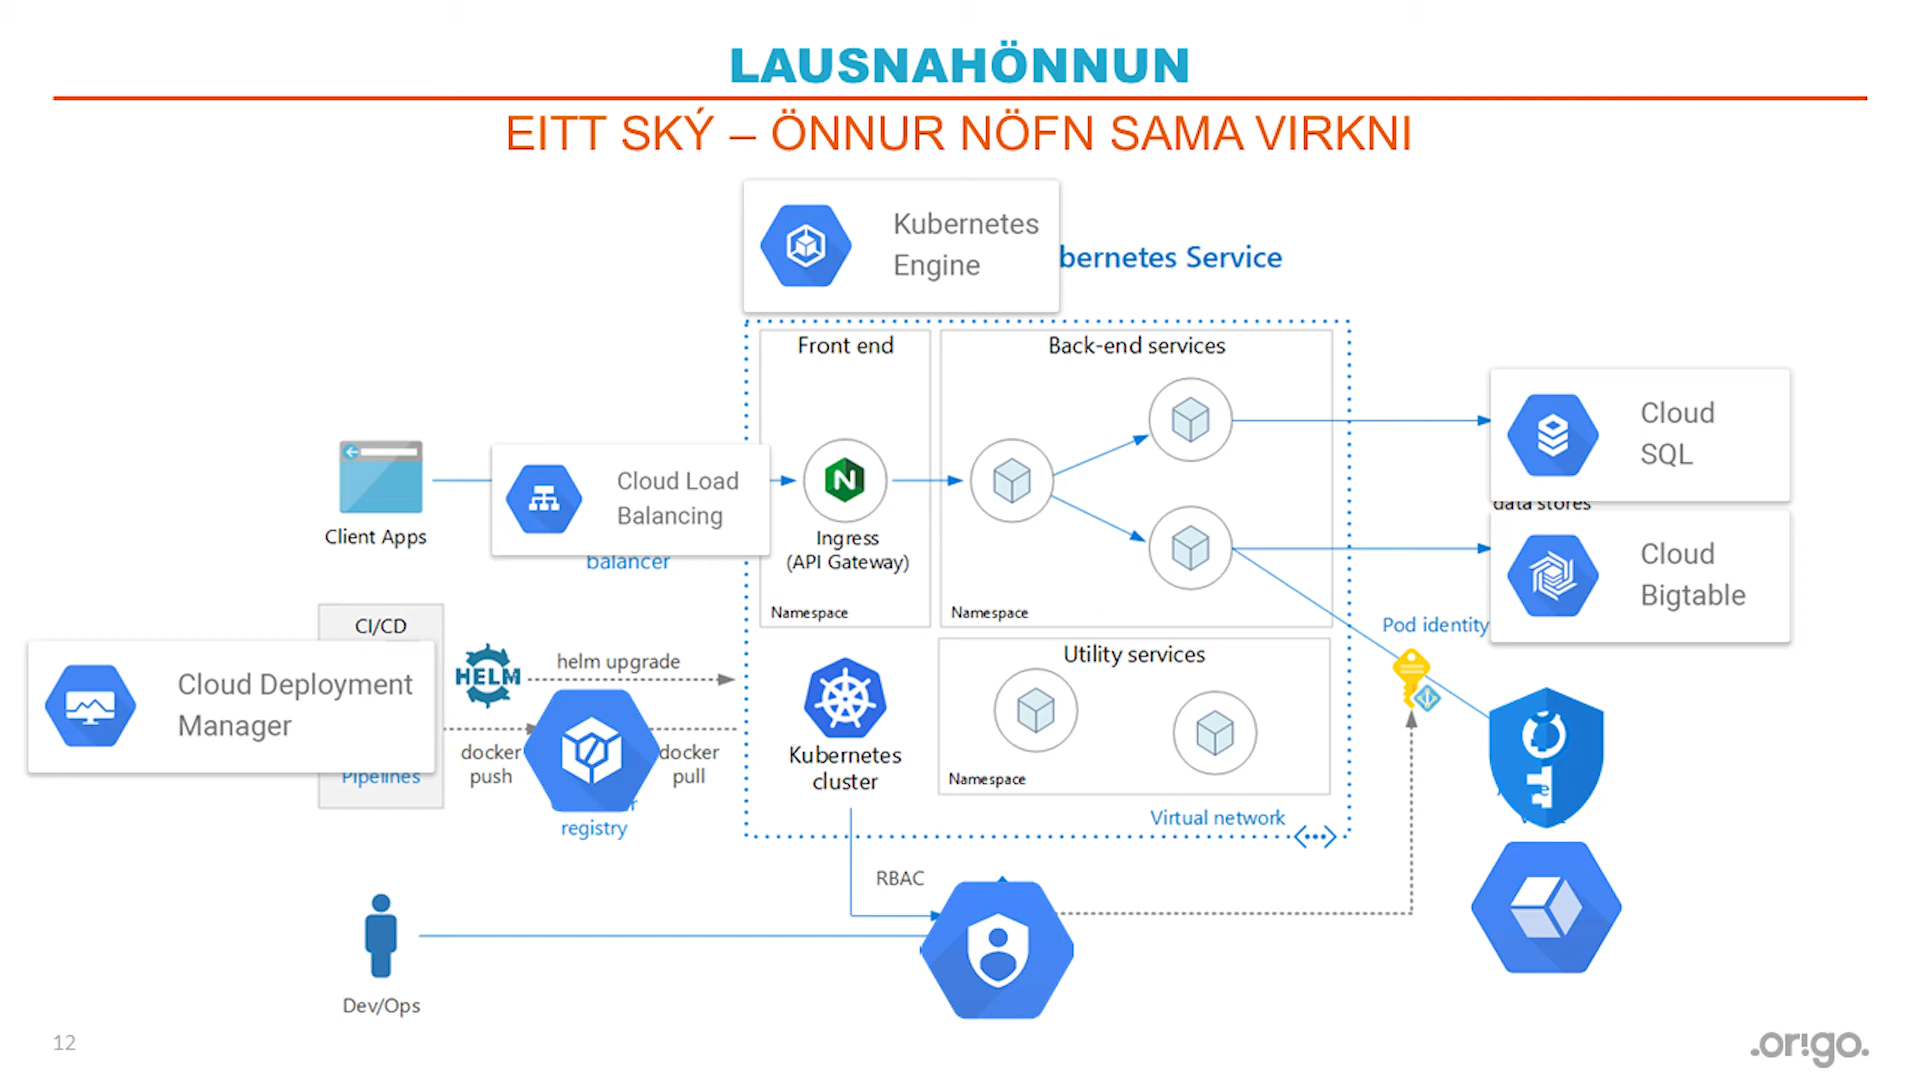 LAUSNAHÖNNUN
EITT SKÝ – ÖNNUR NÖFN SAMA VIRKNI
Kubernetes
Engine
bernetes Service
Front end
Back-end services
Cloud
SQL
data stores
Cloud Load
Balancing
balancer
Client Apps
N
Ingress
(API Gateway)
Cloud
Bigtable
Namespace
Namespace
Pod identity
CI/CD
Cloud Deployment
Manager
Pipelines
HELM
helm upgrade
docker
push
docker
pull
registry
Kubernetes
cluster
Utility services
Namespace
Virtual network
RBAC
Dev/Ops
12
.origo.